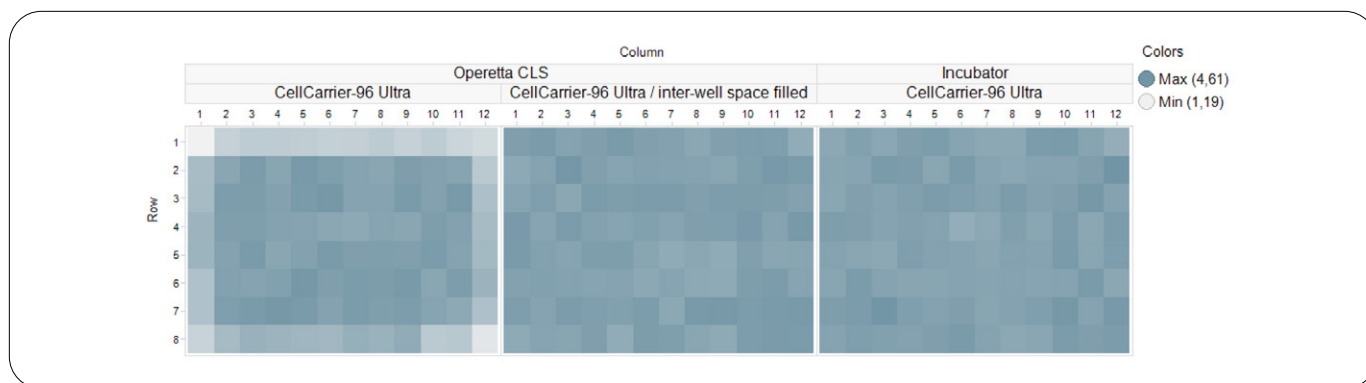 Column
Colors
Operetta CLS
Incubator
Max (4,61)
CellCarrier-96 Ultra
CellCarrier-96 Ultra / inter-well space filled
CellCarrier-96 Ultra
Min (1,19)
1 2 3 4 5 6 7 8 9 10 11 12
1 2 3 4 5 6 7 8 9 10 11 12
1 2 3 4 5 6 7 8 9 10 11 12
Row
1
2
3
4
5
6
7
8